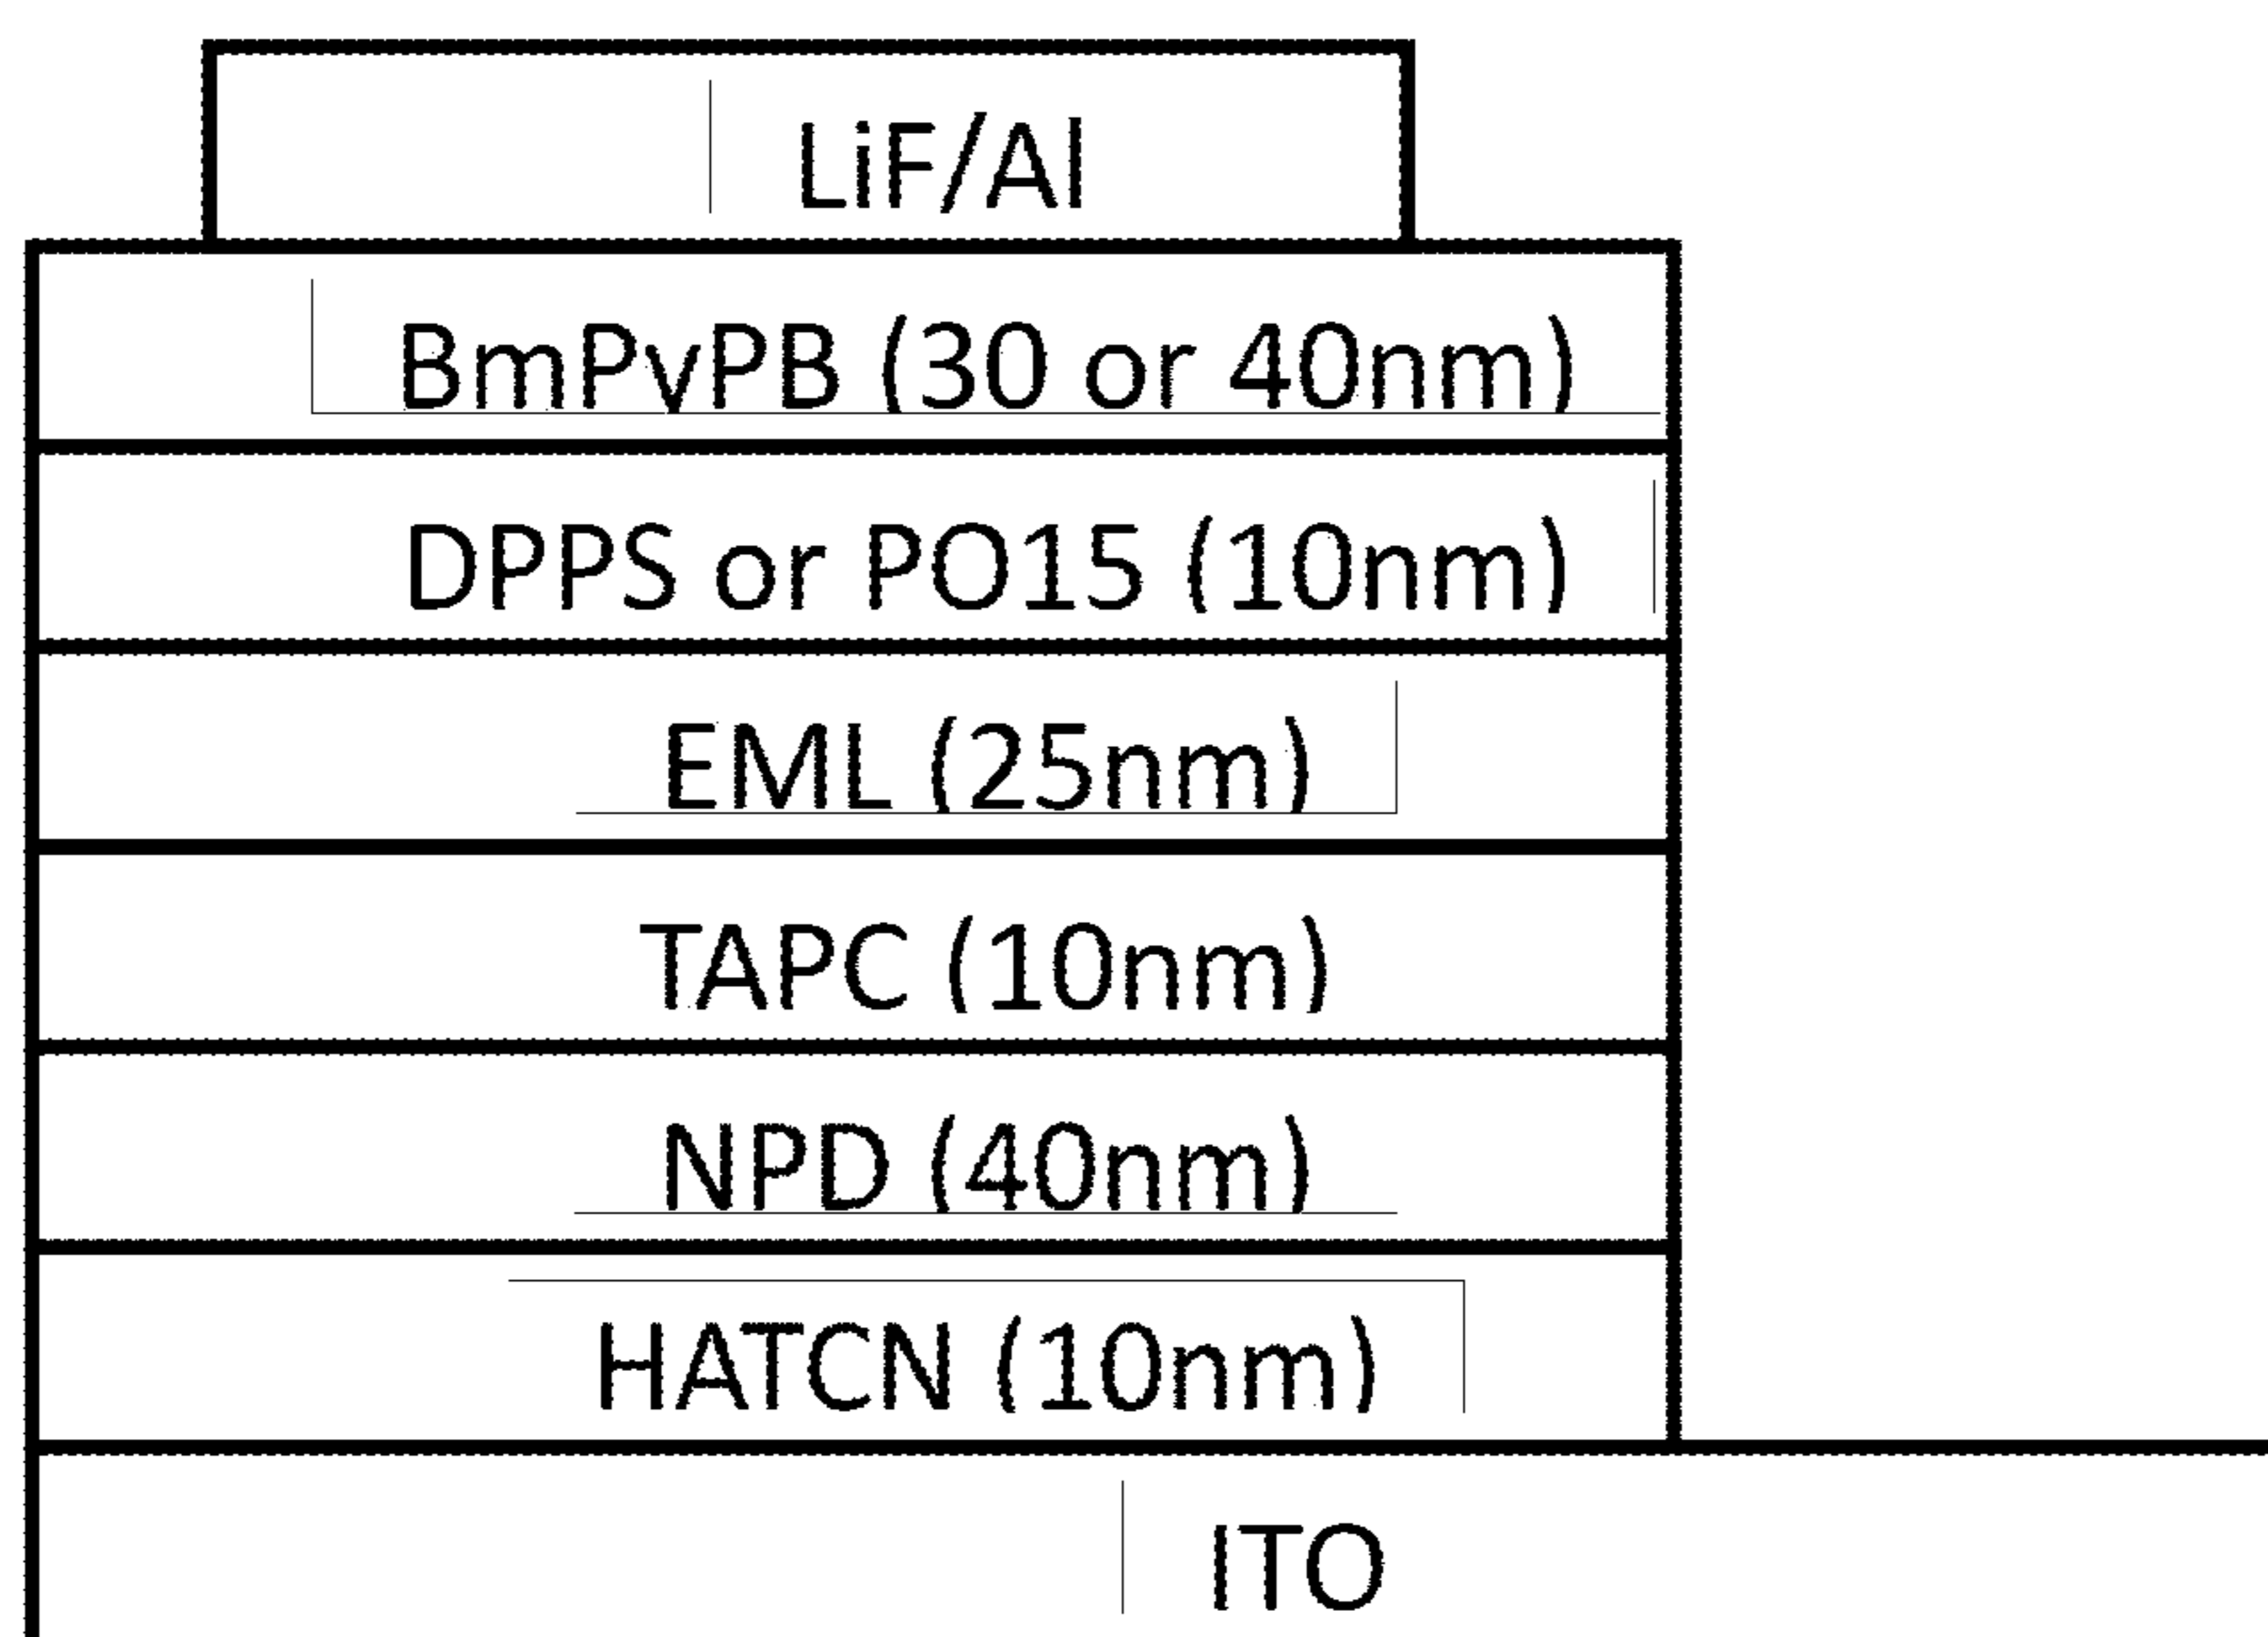 LiF/Al
BmPyPB (30 or 40nm)
DPPS or PO15 (10nm)
EML (25nm)
TAPC (10nm)
NPD (40nm)
HATCN (10nm)
ITO